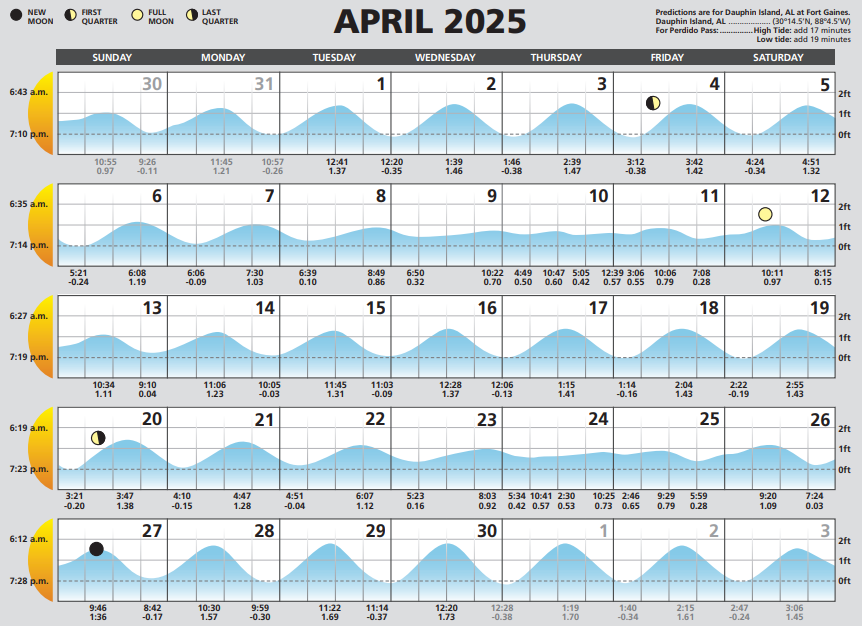 NEW MOON FIRST QUARTER FULL MOON LAST QUARTER
APRIL 2025
Predictions are for Dauphin Island, AL at Fort Gaines.
Dauphin Island, AL .................... (30°14.5'N, 88°4.5'W)
For Perdido Pass:...............High Tide: add 17 minutes
Low tide: add 19 minutes
SUNDAY MONDAY TUESDAY WEDNESDAY THURSDAY FRIDAY SATURDAY
30 31 1 2 3 4 5
6:43 a.m. 2ft
1ft
7:10 p.m. 0ft
10:55 9:26 11:45 10:57 12:41 12:20 1:39 1:46 2:39 3:12 3:42 4:24 4:51
0.97 -0.11 1.21 -0.26 1.37 -0.35 1.46 -0.38 1.47 -0.38 1.42 -0.34 1.32
6 7 8 9 10 11 12
6:35 a.m. 2ft
1ft
7:14 p.m. 0ft
5:21 6:08 6:06 7:30 6:39 8:49 6:50 10:22 4:49 10:47 5:05 12:39 3:06 10:06 7:08 10:11 8:15
-0.24 1.19 -0.09 1.03 0.10 0.86 0.32 0.70 0.50 0.60 0.42 0.57 0.55 0.79 0.28 0.97 0.15
13 14 15 16 17 18 19
6:27 a.m. 2ft
1ft
7:19 p.m. 0ft
10:34 9:10 11:06 10:05 11:45 11:03 12:28 12:06 1:15 1:14 2:04 2:22 2:55
1.11 0.04 1.23 -0.03 1.31 -0.09 1.37 -0.13 1.41 -0.16 1.43 -0.19 1.43
20 21 22 23 24 25 26
6:19 a.m. 2ft
1ft
7:23 p.m. 0ft
3:21 3:47 4:10 4:47 4:51 6:07 5:23 8:03 5:34 10:41 2:30 10:25 2:46 9:29 5:59 9:20 7:24
-0.20 1.38 -0.15 1.28 -0.04 1.12 0.16 0.92 0.42 0.57 0.53 0.73 0.65 0.79 0.28 1.09 0.03
27 28 29 30 1 2 3
6:12 a.m. 2ft
1ft
7:28 p.m. 0ft
9:46 8:42 10:30 9:59 11:22 11:14 12:20 12:28 1:19 1:40 2:15 2:47 3:06
1:36 -0.17 1.57 -0.30 1.69 -0.37 1.73 -0.38 1.70 -0.34 1.61 -0.24 1.45